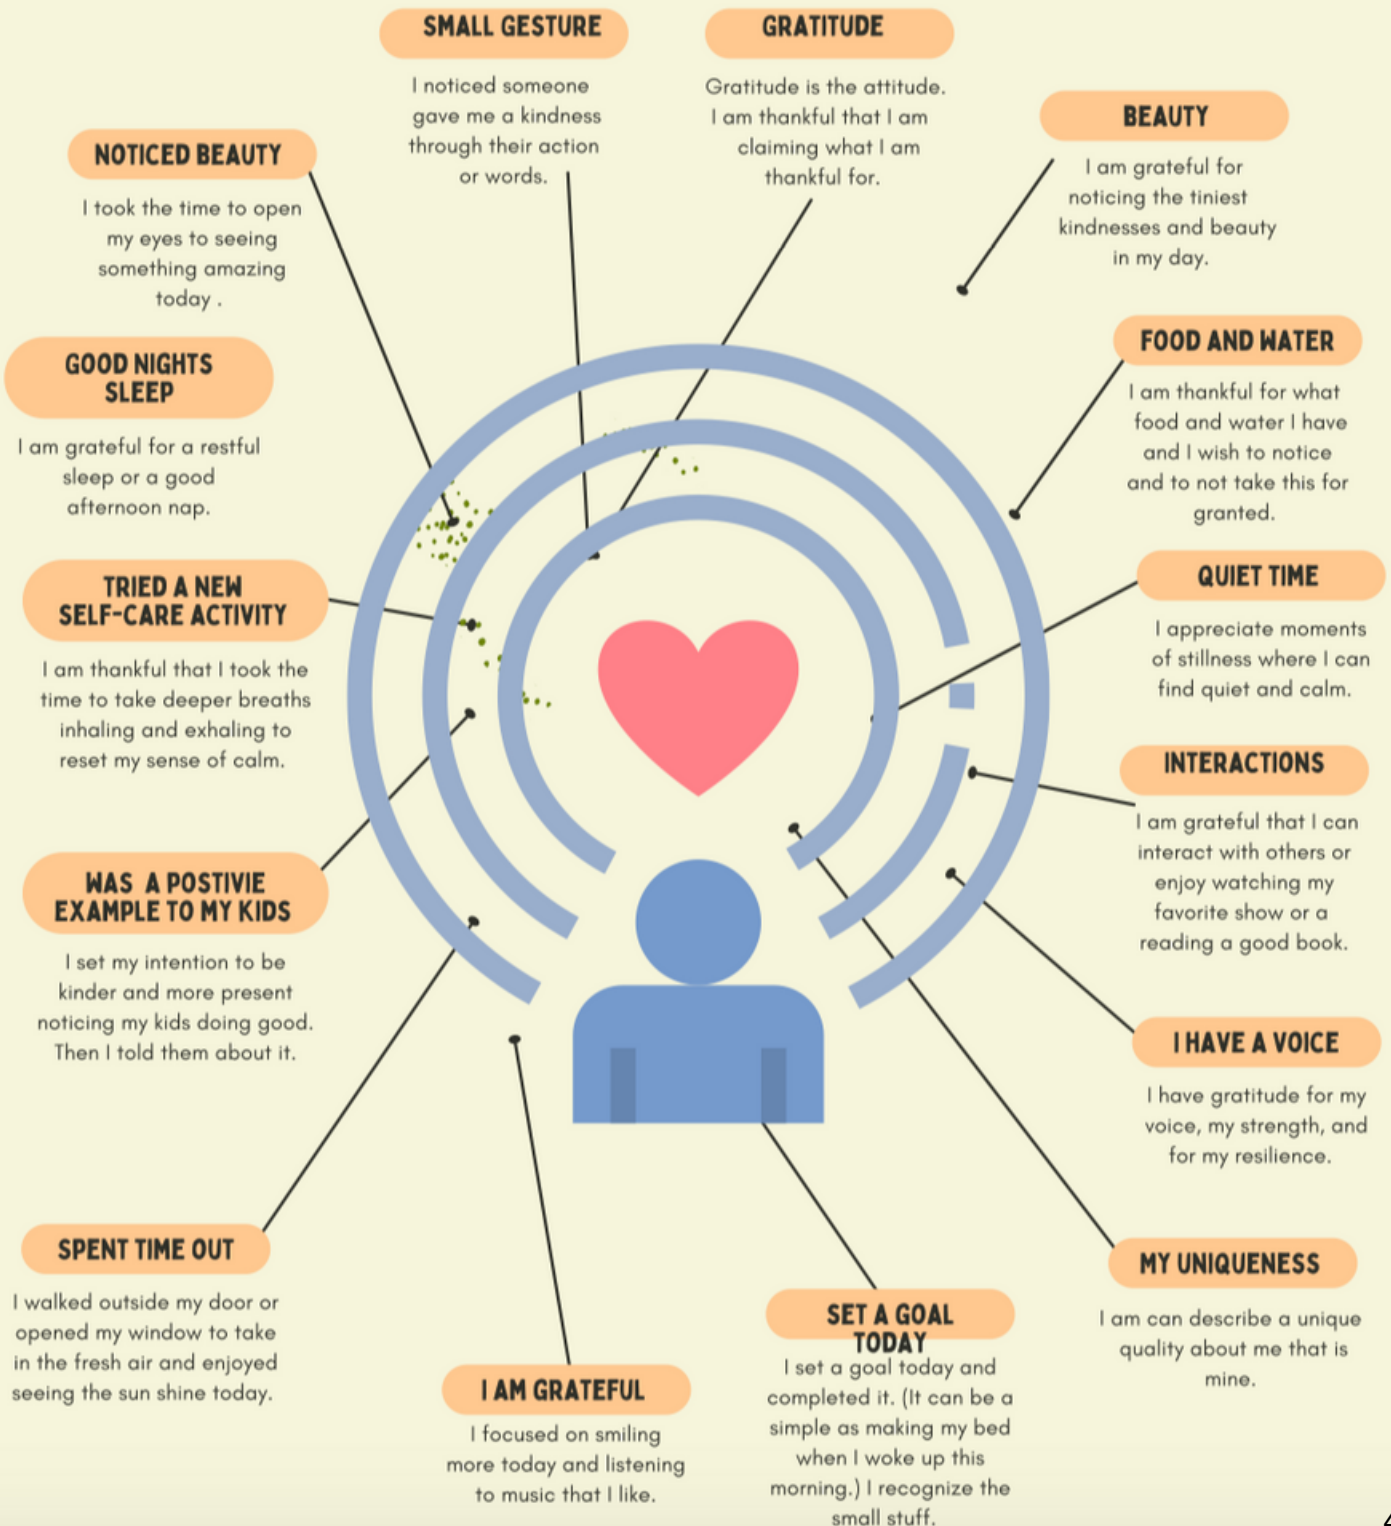 SMALL GESTURE
I noticed someone
gave me a kindness
through their action
or words.
GRATITUDE
Gratitude is the attitude.
I am thankful that I am
claiming what I am
thankful for.
BEAUTY
I am grateful for
noticing the tiniest
kindnesses and beauty
in my day.
NOTICED BEAUTY
I took the time to open
my eyes to seeing
something amazing
today .
FOOD AND WATER
I am thankful for what
food and water I have
and I wish to notice
and to not take this for
granted.
GOOD NIGHTS
SLEEP
I am grateful for a restful
sleep or a good
afternoon nap.
QUIET TIME
I appreciate moments
of stillness where I can
find quiet and calm.
TRIED A NEW
SELF-CARE ACTIVITY
I am thankful that I took the
time to take deeper breaths
inhaling and exhaling to
reset my sense of calm.
INTERACTIONS
I am grateful that I can
interact with others or
enjoy watching my
favorite show or a
reading a good book.
WAS A POSTIVIE
EXAMPLE TO MY KIDS
I set my intention to be
kinder and more present
noticing my kids doing good.
Then I told them about it.
I HAVE A VOICE
I have gratitude for my
voice, my strength, and
for my resilience.
SPENT TIME OUT
I walked outside my door or
opened my window to take
in the fresh air and enjoyed
seeing the sun shine today.
MY UNIQUENESS
I am can describe a unique
quality about me that is
mine.
I AM GRATEFUL
I focused on smiling
more today and listening
to music that I like.
SET A GOAL
TODAY
I set a goal today and
completed it. (It can be a
simple as making my bed
when I woke up this
morning.) I recognize the
small stuff.